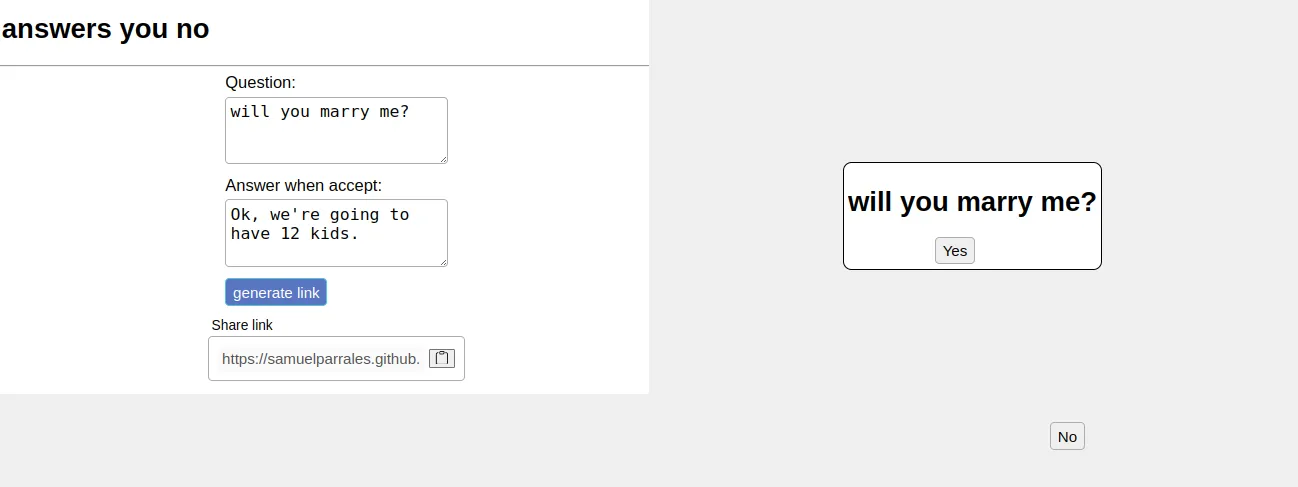 answers you no
Question:
will you marry me?
Answer when accept:
Ok, we're going to
have 12 kids.
generate link
Share link
https://samuelparrales.github.
will you marry me?
Yes
No